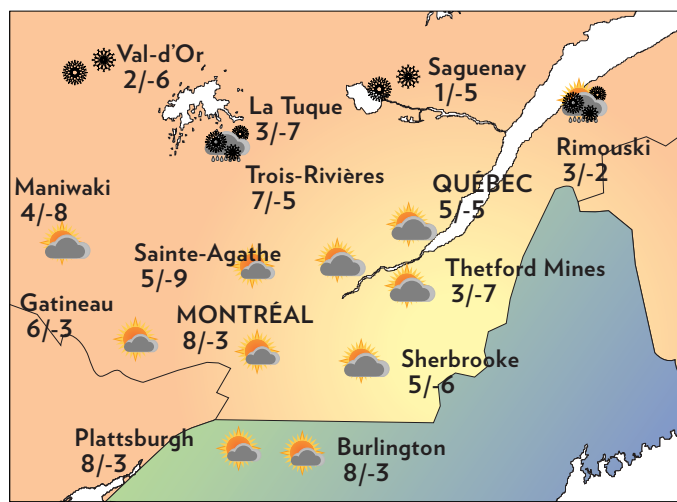 Val-d'Or
2/-6
Saguenay
1/-5
La Tuque
3/-7
Rimouski
3/-2
Trois-Rivières
7/-5
Maniwaki
4/-8
QUÉBEC
5/-5
Sainte-Agathe
5/-9
Thetford Mines
3/-7
Gatineau
6/-3
MONTRÉAL
8/-3
Sherbrooke
5/-6
Plattsburgh
8/-3
Burlington
8/-3